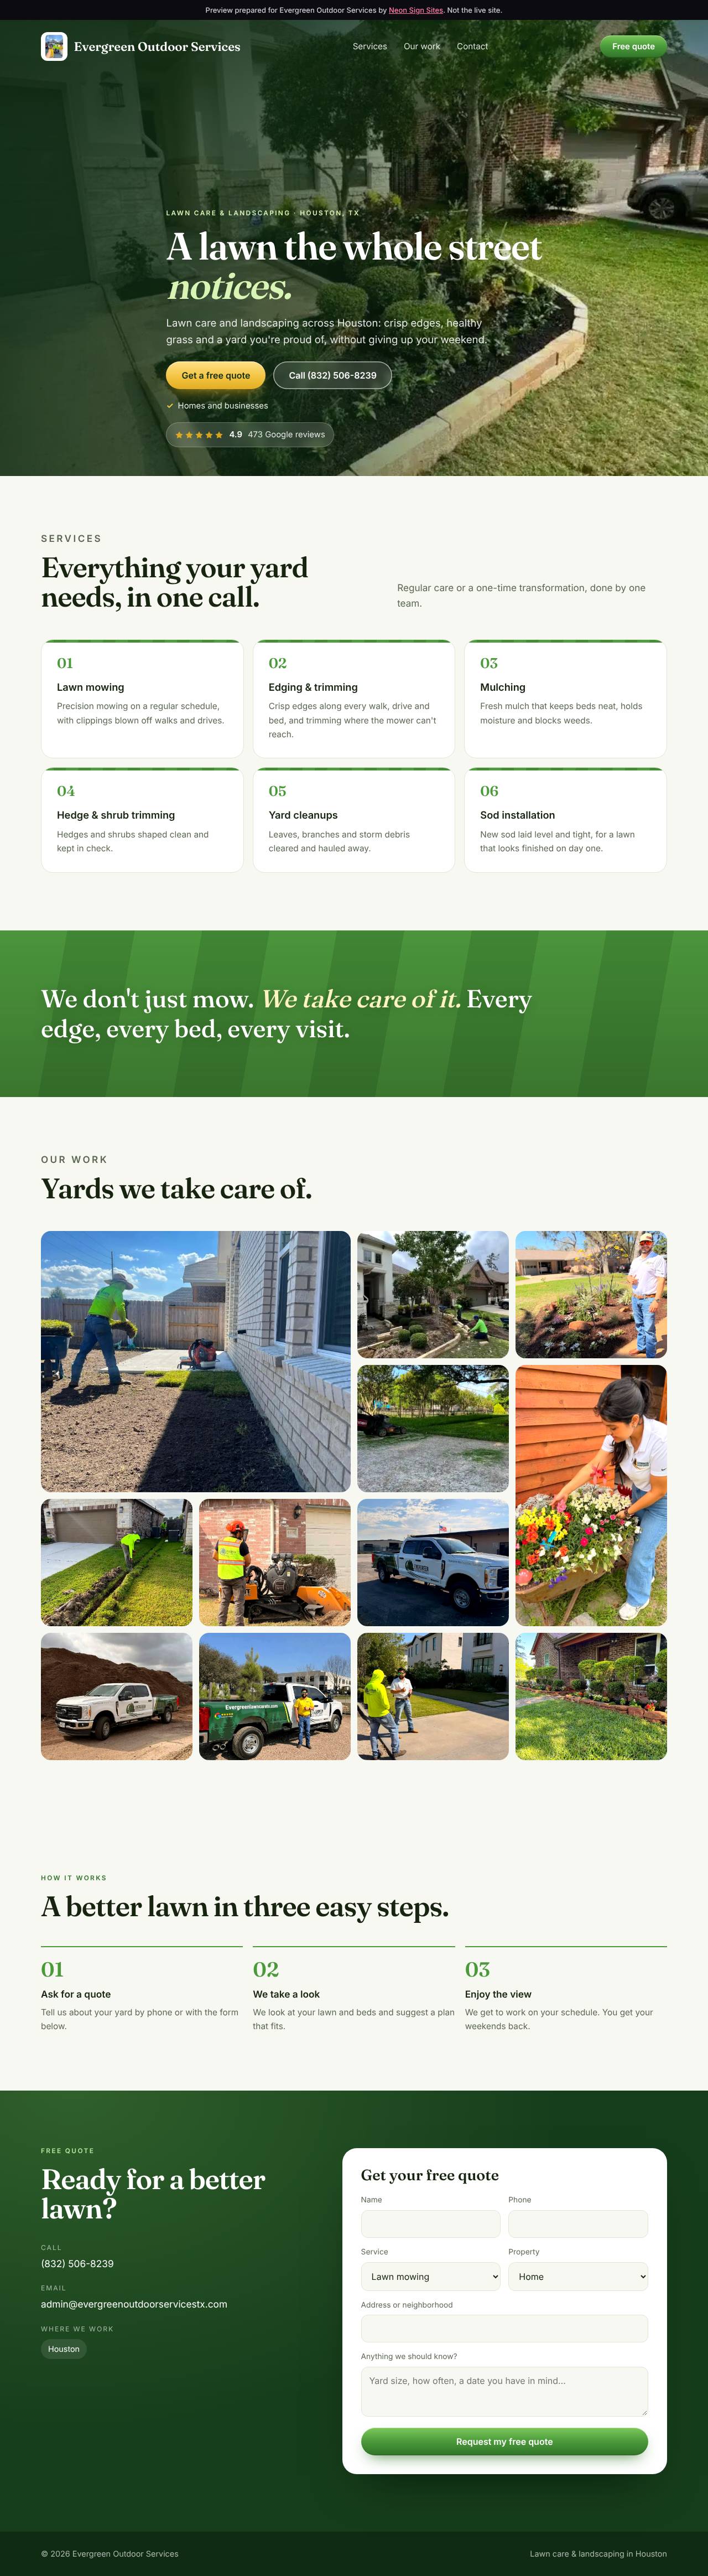 Preview prepared for Evergreen Outdoor Services by Neon Sign Sites. Not the live site.
Evergreen Outdoor Services
Services
Our work
Contact
Free quote
LAWN CARE & LANDSCAPING · HOUSTON, TX
A lawn the whole street
notices.
Lawn care and landscaping across Houston: crisp edges, healthy
grass and a yard you're proud of, without giving up your weekend.
Get a free quote
Call (832) 506-8239
✓ Homes and businesses
★★★★★ 4.9 473 Google reviews
SERVICES
Everything your yard
needs, in one call.
Regular care or a one-time transformation, done by one
team.
01
Lawn mowing
Precision mowing on a regular schedule,
with clippings blown off walks and drives.
02
Edging & trimming
Crisp edges along every walk, drive and
bed, and trimming where the mower can't
reach.
03
Mulching
Fresh mulch that keeps beds neat, holds
moisture and blocks weeds.
04
Hedge & shrub trimming
Hedges and shrubs shaped clean and
kept in check.
05
Yard cleanups
Leaves, branches and storm debris
cleared and hauled away.
06
Sod installation
New sod laid level and tight, for a lawn
that looks finished on day one.
We don't just mow. We take care of it. Every
edge, every bed, every visit.
OUR WORK
Yards we take care of.
HOW IT WORKS
A better lawn in three easy steps.
01
Ask for a quote
Tell us about your yard by phone or with the form
below.
02
We take a look
We look at your lawn and beds and suggest a plan
that fits.
03
Enjoy the view
We get to work on your schedule. You get your
weekends back.
FREE QUOTE
Ready for a better
lawn?
CALL
(832) 506-8239
EMAIL
admin@evergreenoutdoorservicestx.com
WHERE WE WORK
Houston
Get your free quote
Name
Phone
Service
Property
Lawn mowing
Home
Address or neighborhood
Anything we should know?
Yard size, how often, a date you have in mind...
Request my free quote
© 2026 Evergreen Outdoor Services
Lawn care & landscaping in Houston